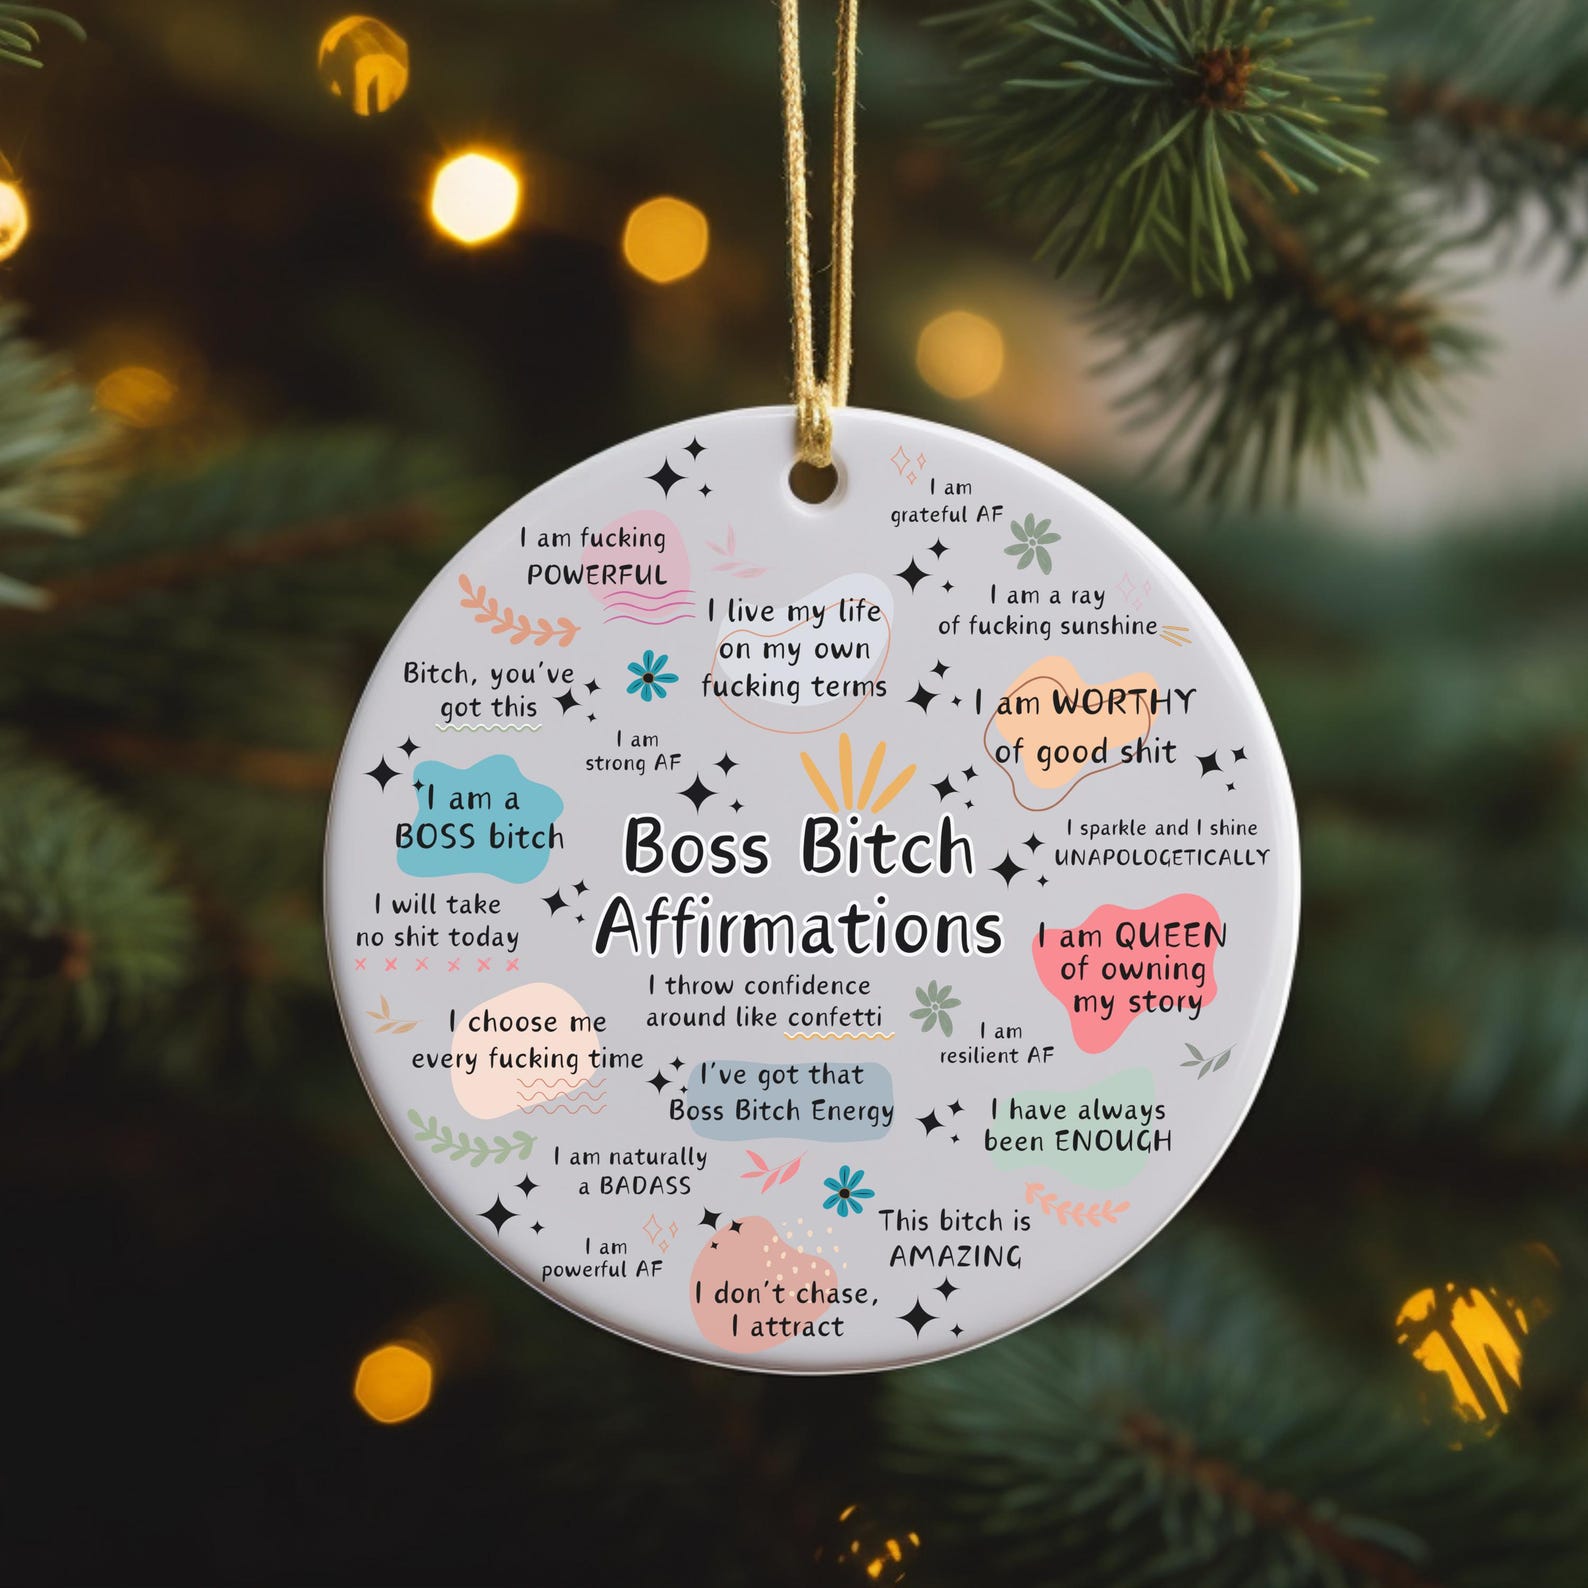 I am
grateful AF
I am fucking
POWERFUL
I am a ray
of fucking sunshine
I live my life
on my own
fucking terms
Bitch, you've
got this
I am WORTHY
of good shit
I am
strong AF
I am a
BOSS bitch
Boss Bitch
Affirmations
I sparkle and I shine
UNAPOLOGETICALLY
I will take
no shit today
I am QUEEN
of owning
my story
I throw confidence
around like confetti
I choose me
every fucking time
I am
resilient AF
I've got that
Boss Bitch Energy
I have always
been ENOUGH
I am naturally
a BADASS
This bitch is
AMAZING
I am
powerful AF
I don't chase,
I attract